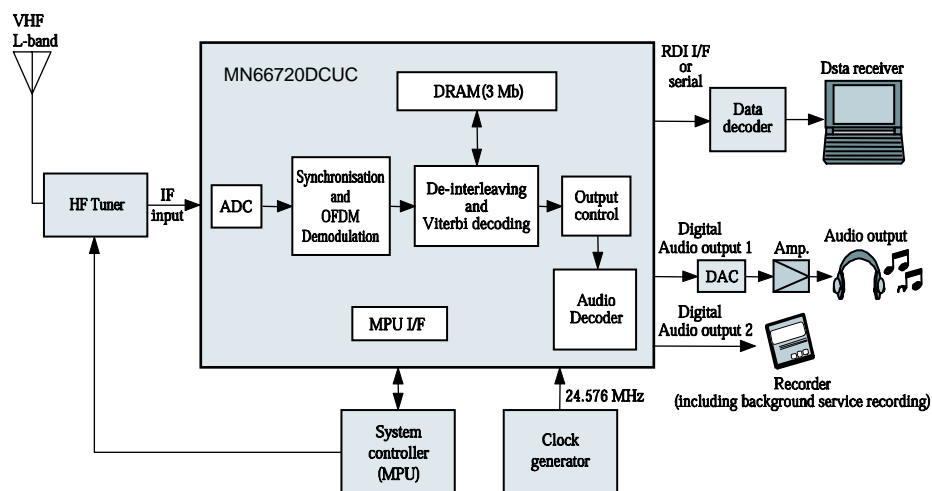 VHF
L-band
HF Tuner
IF
input
MN66720DCUC
DRAM (3 Mb)
ADC
Synchronisation
and
OFDM
Demodulation
De-interleaving
and
Viterbi decoding
Output
control
Audio
Decoder
MPU I/F
RDI I/F
or
serial
Data
decoder
Dsta receiver
Digital
Audio output 1
DAC
Amp.
Audio output
Digital
Audio output 2
Recorder
(including background service recording)
24.576 MHz
System
controller
(MPU)
Clock
generator